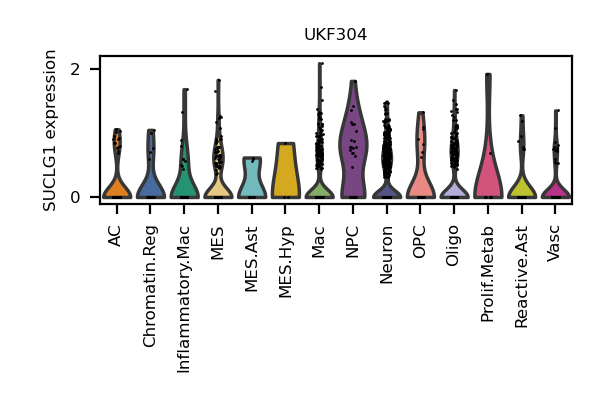 UKF304
SUCLG1 expression
2
0
AC
Chromatin.Reg
Inflammatory.Mac
MES
MES.Ast
MES.Hyp
Mac
NPC
Neuron
OPC
Oligo
Prolif.Metab
Reactive.Ast
Vasc